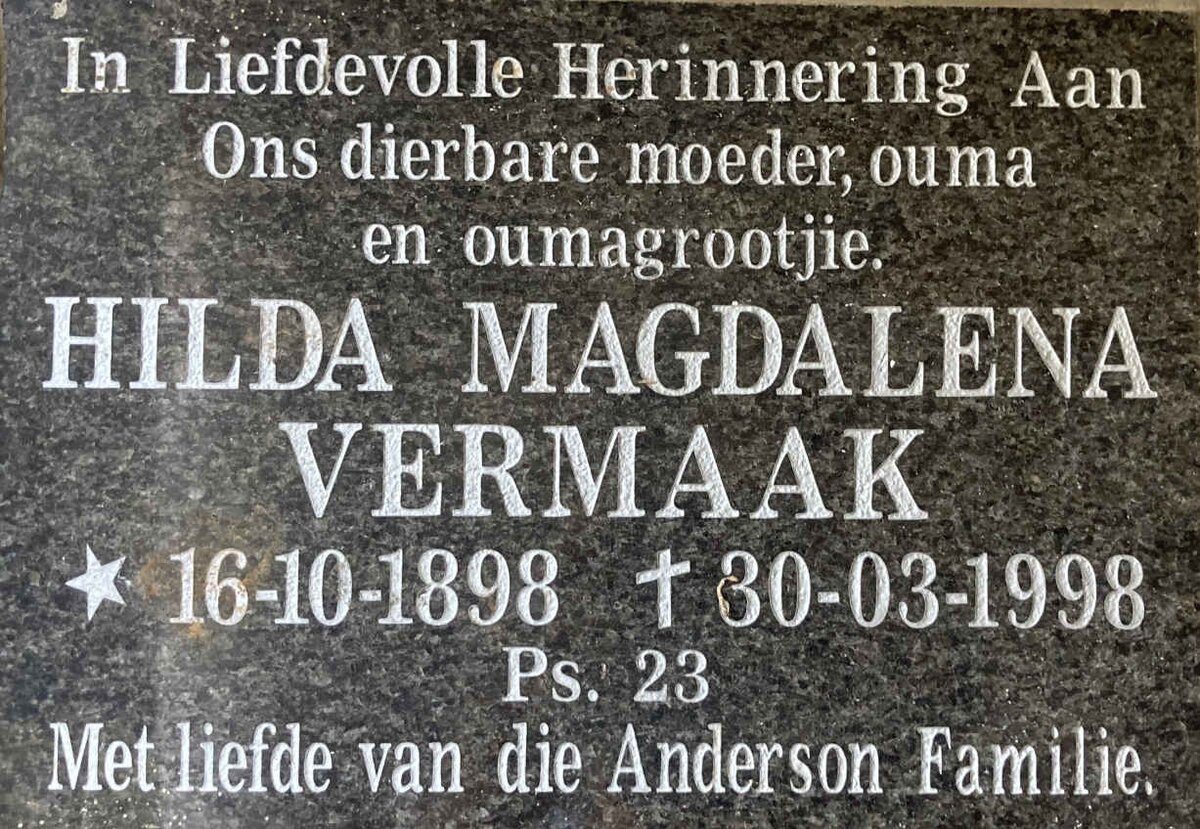 In Liefdevolle Herinnering Aan
Ons dierbare moeder, ouma
en oumagrootjie.
HILDA MAGDALENA
VERMAAK
★ 16-10-1898 ✝ 30-03-1998
Ps. 23
Met liefde van die Anderson Familie.